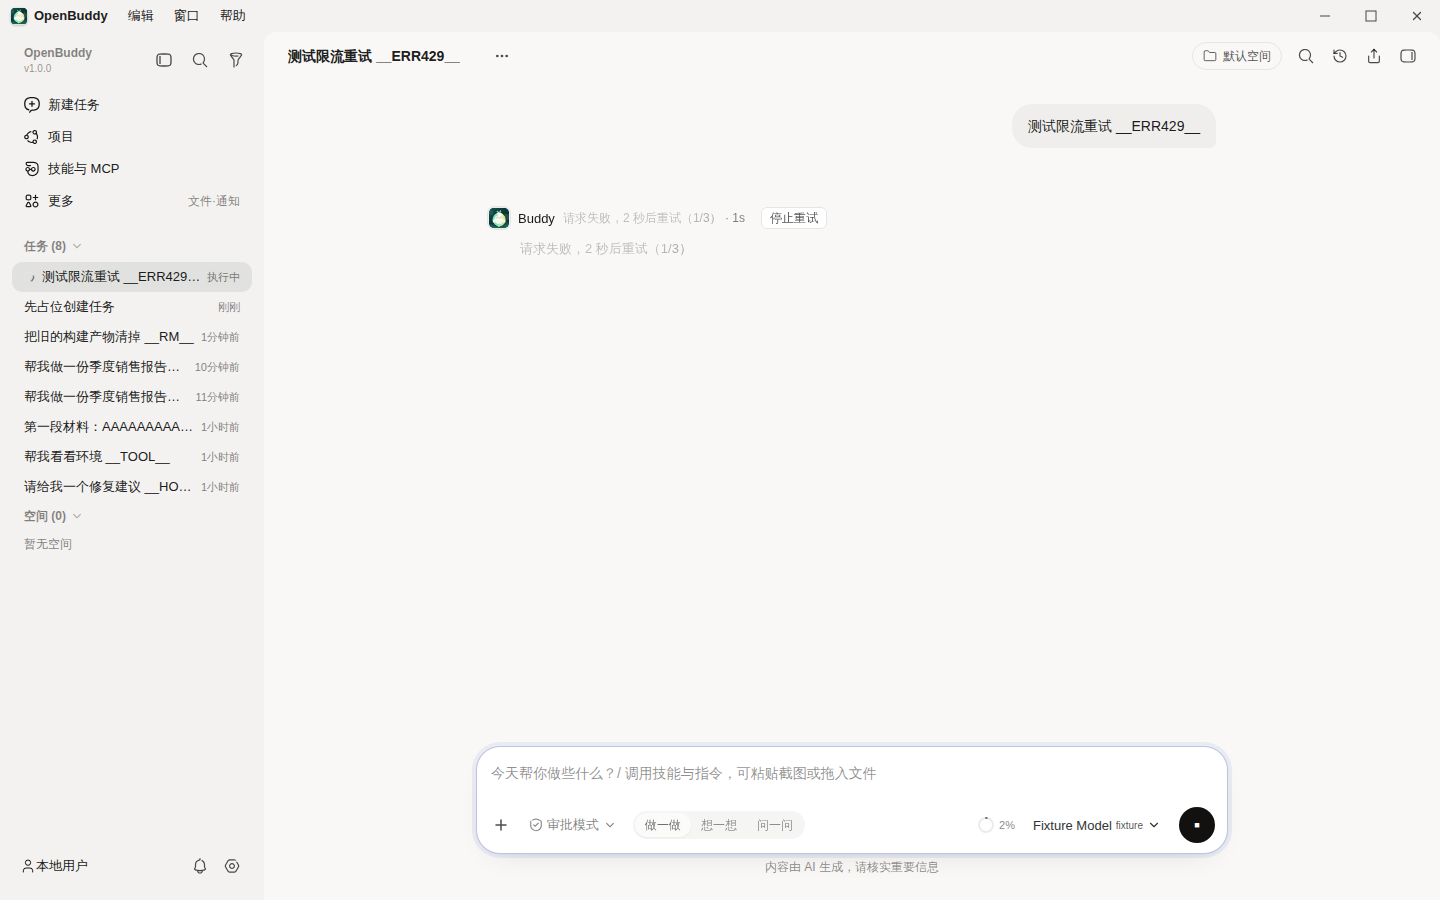 OpenBuddy 编辑 窗口 帮助
OpenBuddy
v1.0.0
新建任务
项目
技能与 MCP
更多 文件·通知
任务 (8)
测试限流重试 __ERR429… 执行中
先占位创建任务 刚刚
把旧的构建产物清掉 __RM__ 1分钟前
帮我做一份季度销售报告… 10分钟前
帮我做一份季度销售报告… 11分钟前
第一段材料：AAAAAAAAA… 1小时前
帮我看看环境 __TOOL__ 1小时前
请给我一个修复建议 __HO… 1小时前
空间 (0)
暂无空间
本地用户
测试限流重试 __ERR429__
默认空间
测试限流重试 __ERR429__
Buddy 请求失败，2 秒后重试（1/3） · 1s 停止重试
请求失败，2 秒后重试（1/3）
今天帮你做些什么？/ 调用技能与指令，可粘贴截图或拖入文件
审批模式 做一做 想一想 问一问 2% Fixture Model fixture
内容由 AI 生成，请核实重要信息